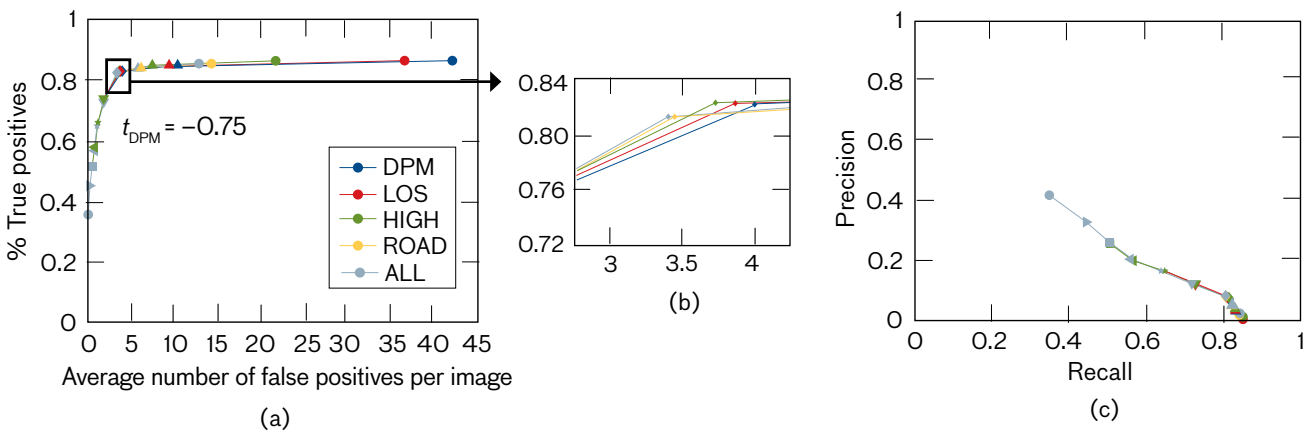 1
0.8
0.6
0.4
0.2
0
% True positives
t_DPM = −0.75
DPM
LOS
HIGH
ROAD
ALL
0 5 10 15 20 25 30 35 40 45
Average number of false positives per image
(a)
0.84
0.80
0.76
0.72
3 3.5 4
(b)
1
0.8
0.6
0.4
0.2
0
Precision
0 0.2 0.4 0.6 0.8 1
Recall
(c)